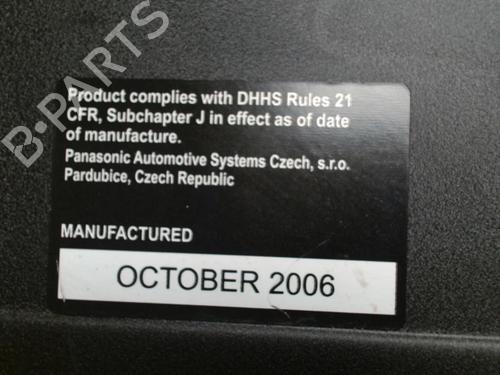 B-PARTS
Product complies with DHHS Rules 21
CFR, Subchapter J in effect as of date
of manufacture.
Panasonic Automotive Systems Czech, s.r.o.
Pardubice, Czech Republic
MANUFACTURED
OCTOBER 2006